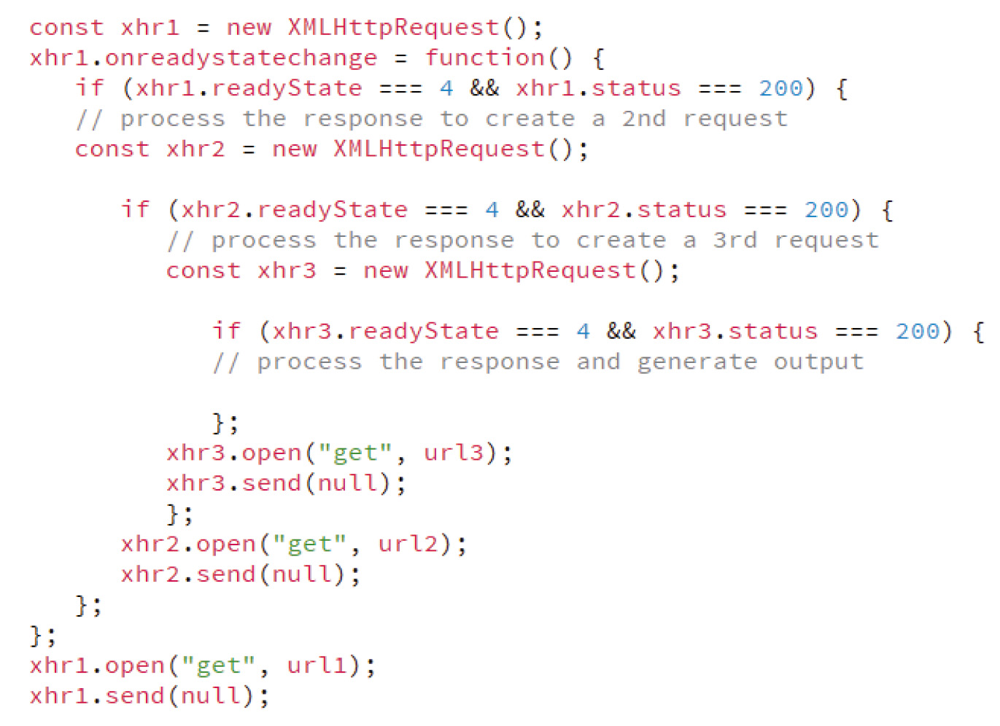 const xhr1 = new XMLHttpRequest();
xhr1.onreadystatechange = function() {
if (xhr1.readyState === 4 && xhr1.status === 200) {
// process the response to create a 2nd request
const xhr2 = new XMLHttpRequest();
if (xhr2.readyState === 4 && xhr2.status === 200) {
// process the response to create a 3rd request
const xhr3 = new XMLHttpRequest();
if (xhr3.readyState === 4 && xhr3.status === 200) {
// process the response and generate output
};
xhr3.open("get", url3);
xhr3.send(null);
};
xhr2.open("get", url2);
xhr2.send(null);
};
};
xhr1.open("get", url1);
xhr1.send(null);